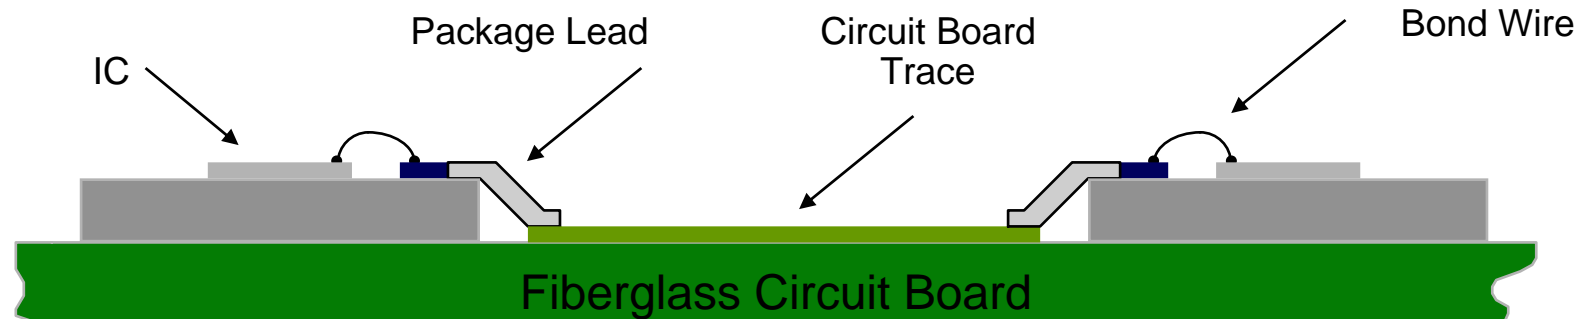 IC
Package Lead
Circuit Board
Trace
Bond Wire
Fiberglass Circuit Board